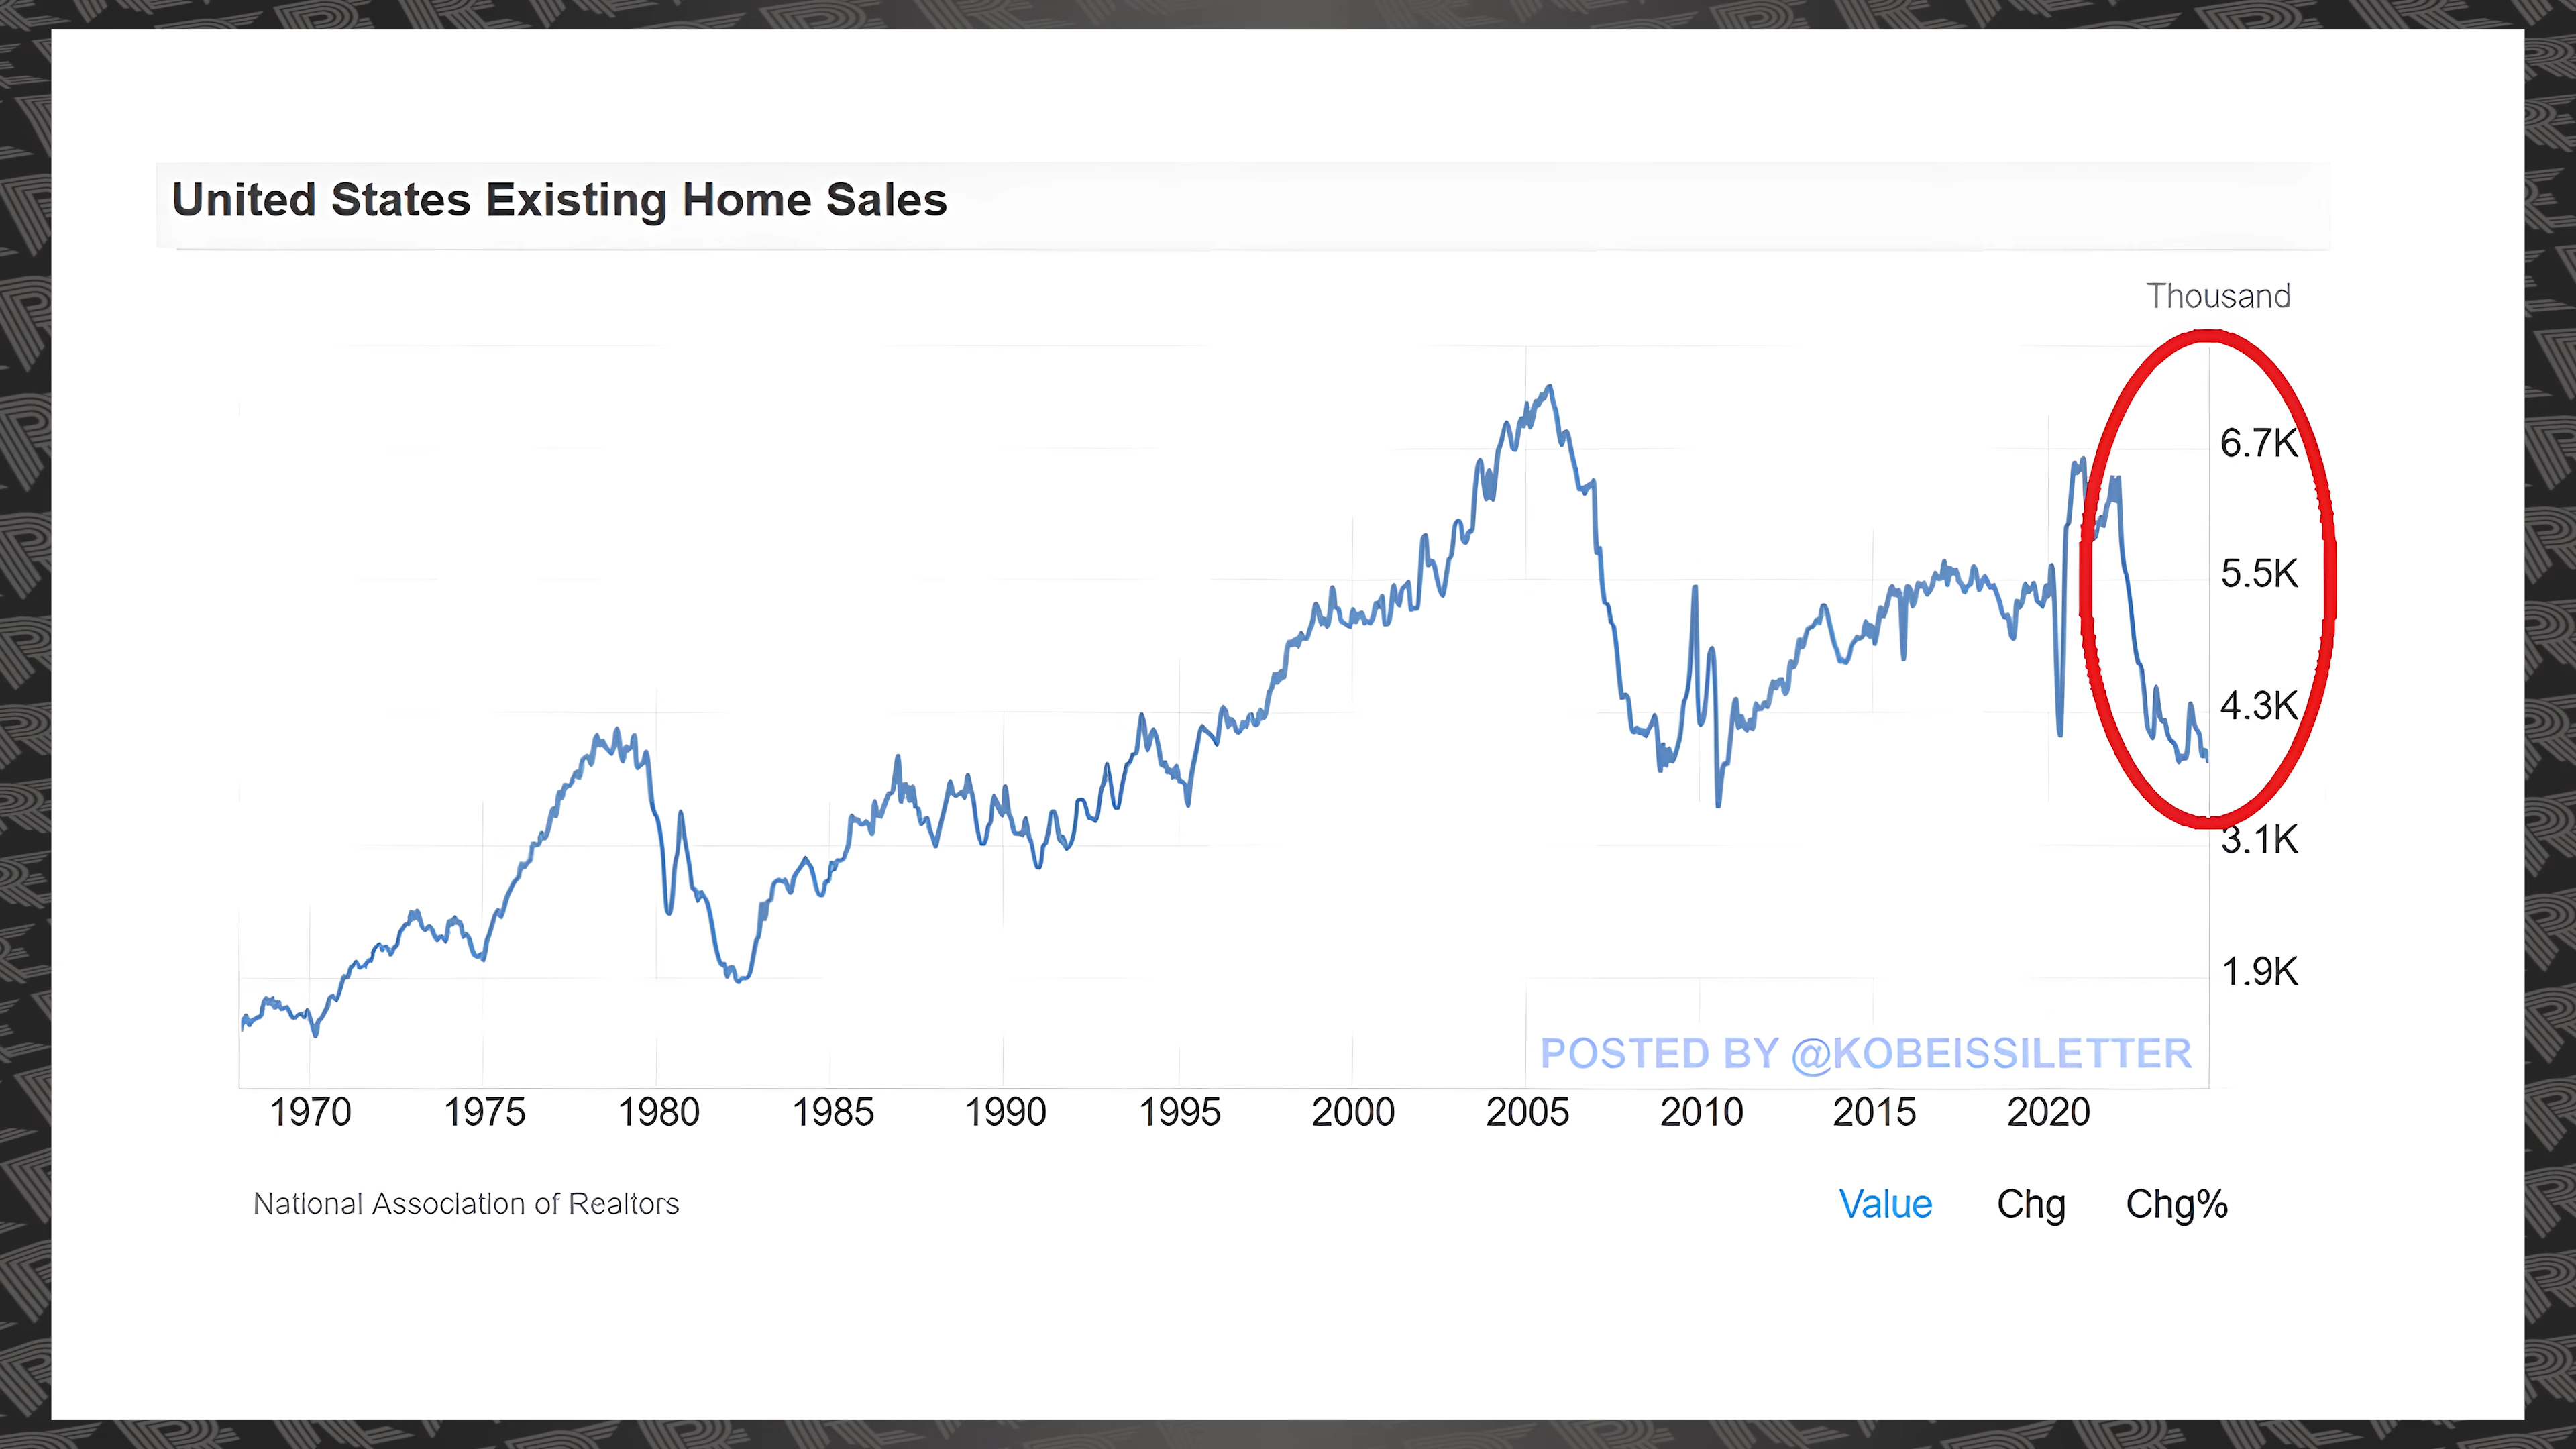 United States Existing Home Sales
Thousand
6.7K
5.5K
4.3K
3.1K
1.9K
POSTED BY @KOBEISSILETTER
1970 1975 1980 1985 1990 1995 2000 2005 2010 2015 2020
National Association of Realtors
Value Chg Chg%